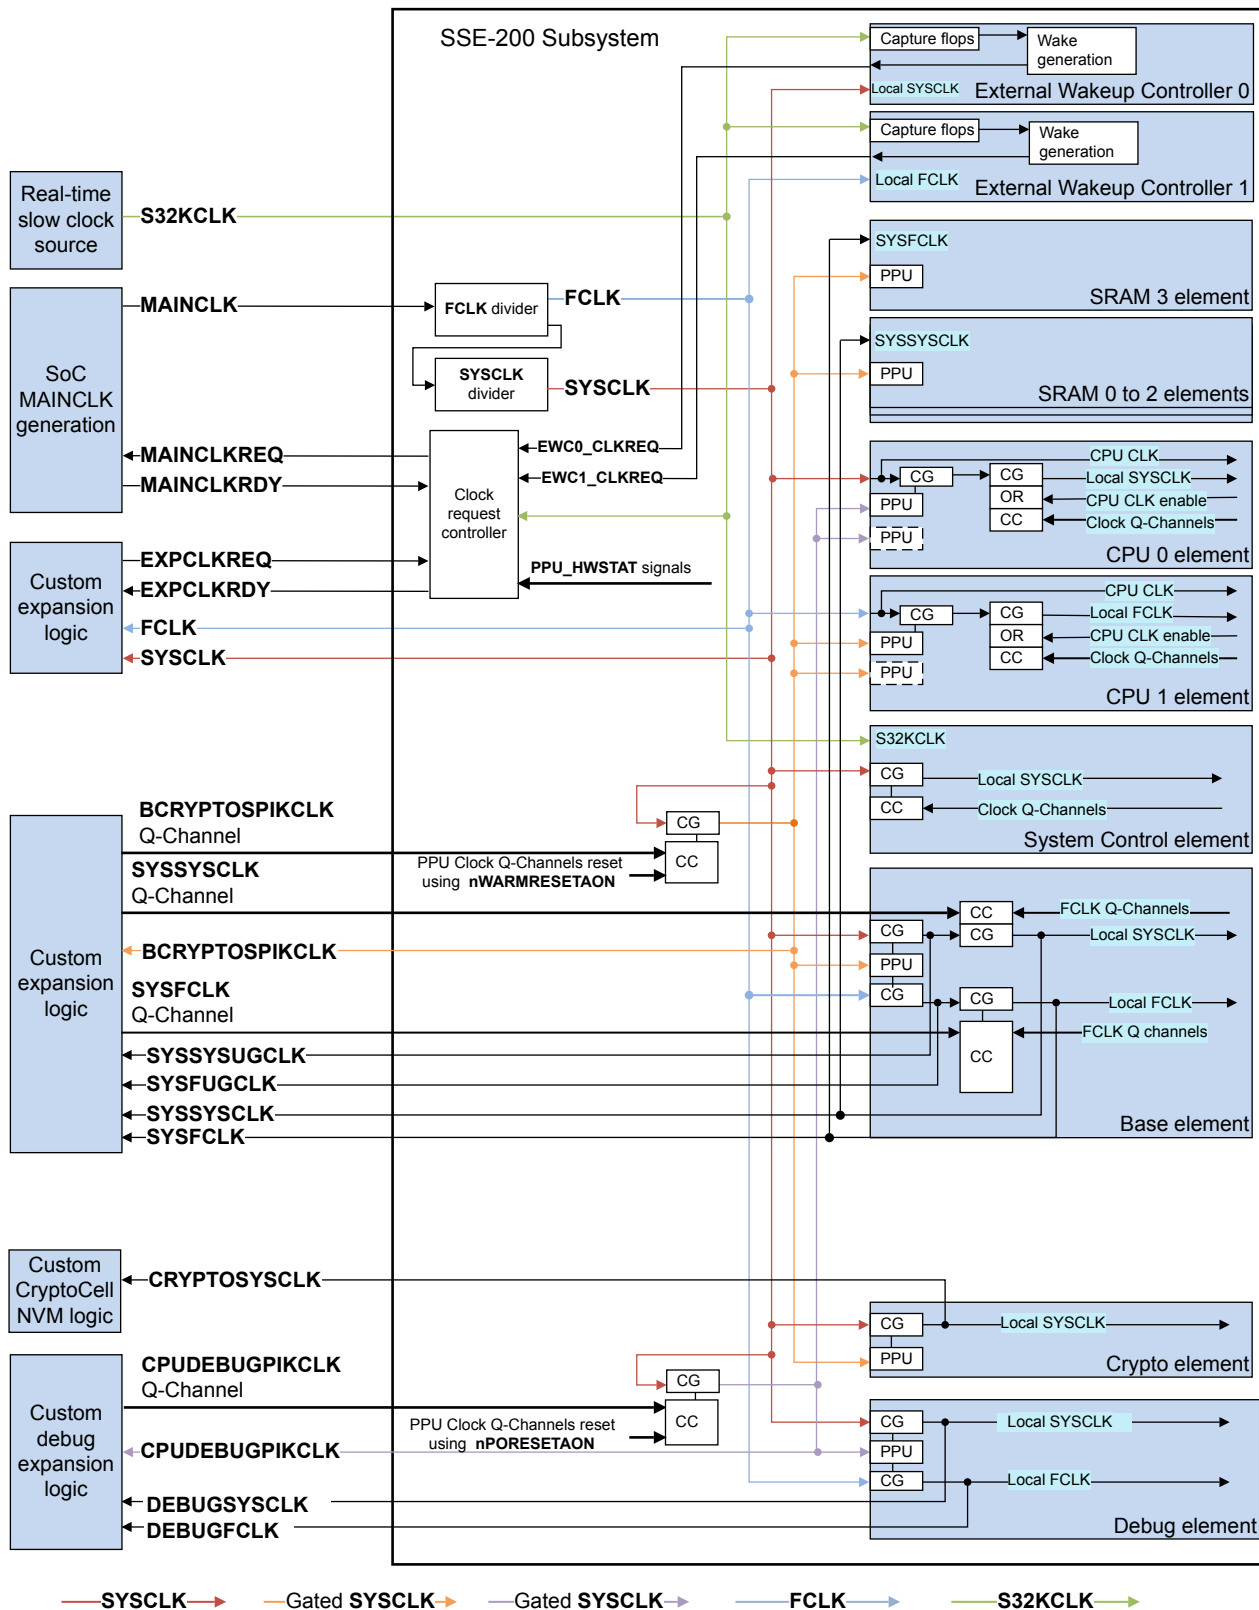 SSE-200 Subsystem
Capture flops
Wake
generation
Local SYSCLK
External Wakeup Controller 0
Capture flops
Wake
generation
Local FCLK
External Wakeup Controller 1
Real-time
slow clock
source
S32KCLK
SYSFCLK
PPU
SRAM 3 element
SoC
MAINCLK
generation
MAINCLK
FCLK divider
FCLK
SYSCLK
divider
SYSCLK
SYSSYSCLK
PPU
SRAM 0 to 2 elements
MAINCLKREQ
MAINCLKRDY
Clock
request
controller
EWC0_CLKREQ
EWC1_CLKREQ
PPU_HWSTAT signals
CPU CLK
CG
CG
Local SYSCLK
PPU
OR
CPU CLK enable
CC
Clock Q-Channels
PPU
CPU 0 element
Custom
expansion
logic
EXPCLKREQ
EXPCLKRDY
FCLK
SYSCLK
CPU CLK
CG
CG
Local FCLK
PPU
OR
CPU CLK enable
CC
Clock Q-Channels
PPU
CPU 1 element
S32KCLK
CG
Local SYSCLK
CC
Clock Q-Channels
System Control element
Custom
expansion
logic
BCRYPTOSPIKCLK
Q-Channel
SYSSYSCLK
Q-Channel
CG
CC
PPU Clock Q-Channels reset
using nWARMRESETAON
BCRYPTOSPIKCLK
SYSFCLK
Q-Channel
SYSSYSUGCLK
SYSFUGCLK
SYSSYSCLK
SYSFCLK
CC
FCLK Q-Channels
CG
CG
Local SYSCLK
PPU
CG
CG
Local FCLK
CC
FCLK Q channels
Base element
Custom
CryptoCell
NVM logic
CRYPTOSYSCLK
CG
Local SYSCLK
PPU
Crypto element
Custom
debug
expansion
logic
CPUDEBUGPIKCLK
Q-Channel
CG
CC
PPU Clock Q-Channels reset
using nPORESETAON
CPUDEBUGPIKCLK
DEBUGSYSCLK
DEBUGFCLK
CG
Local SYSCLK
PPU
CG
Local FCLK
Debug element
SYSCLK
Gated SYSCLK
Gated SYSCLK
FCLK
S32KCLK